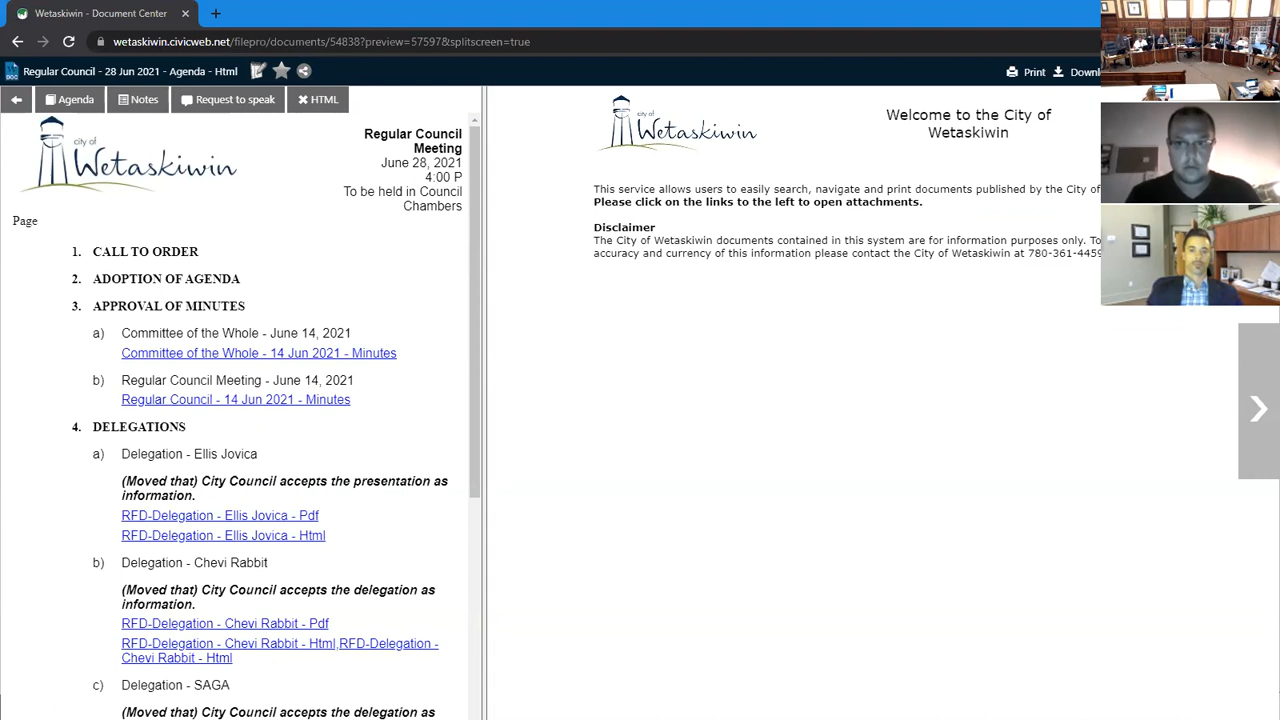 Wetaskiwin - Document Center
wetaskiwin.civicweb.net/filepro/documents/54838?preview=57597&splitscreen=true
Regular Council - 28 Jun 2021 - Agenda - Html
Print
Downl
Agenda
Notes
Request to speak
HTML
city of
Wetaskiwin
Regular Council
Meeting
June 28, 2021
4:00 P
To be held in Council
Chambers
Page
1. CALL TO ORDER
2. ADOPTION OF AGENDA
3. APPROVAL OF MINUTES
a) Committee of the Whole - June 14, 2021
Committee of the Whole - 14 Jun 2021 - Minutes
b) Regular Council Meeting - June 14, 2021
Regular Council - 14 Jun 2021 - Minutes
4. DELEGATIONS
a) Delegation - Ellis Jovica
(Moved that) City Council accepts the presentation as
information.
RFD-Delegation - Ellis Jovica - Pdf
RFD-Delegation - Ellis Jovica - Html
b) Delegation - Chevi Rabbit
(Moved that) City Council accepts the delegation as
information.
RFD-Delegation - Chevi Rabbit - Pdf
RFD-Delegation - Chevi Rabbit - Html,RFD-Delegation -
Chevi Rabbit - Html
c) Delegation - SAGA
(Moved that) City Council accepts the delegation as
city of
Wetaskiwin
Welcome to the City of
Wetaskiwin
This service allows users to easily search, navigate and print documents published by the City of
Please click on the links to the left to open attachments.
Disclaimer
The City of Wetaskiwin documents contained in this system are for information purposes only. To
accuracy and currency of this information please contact the City of Wetaskiwin at 780-361-4459